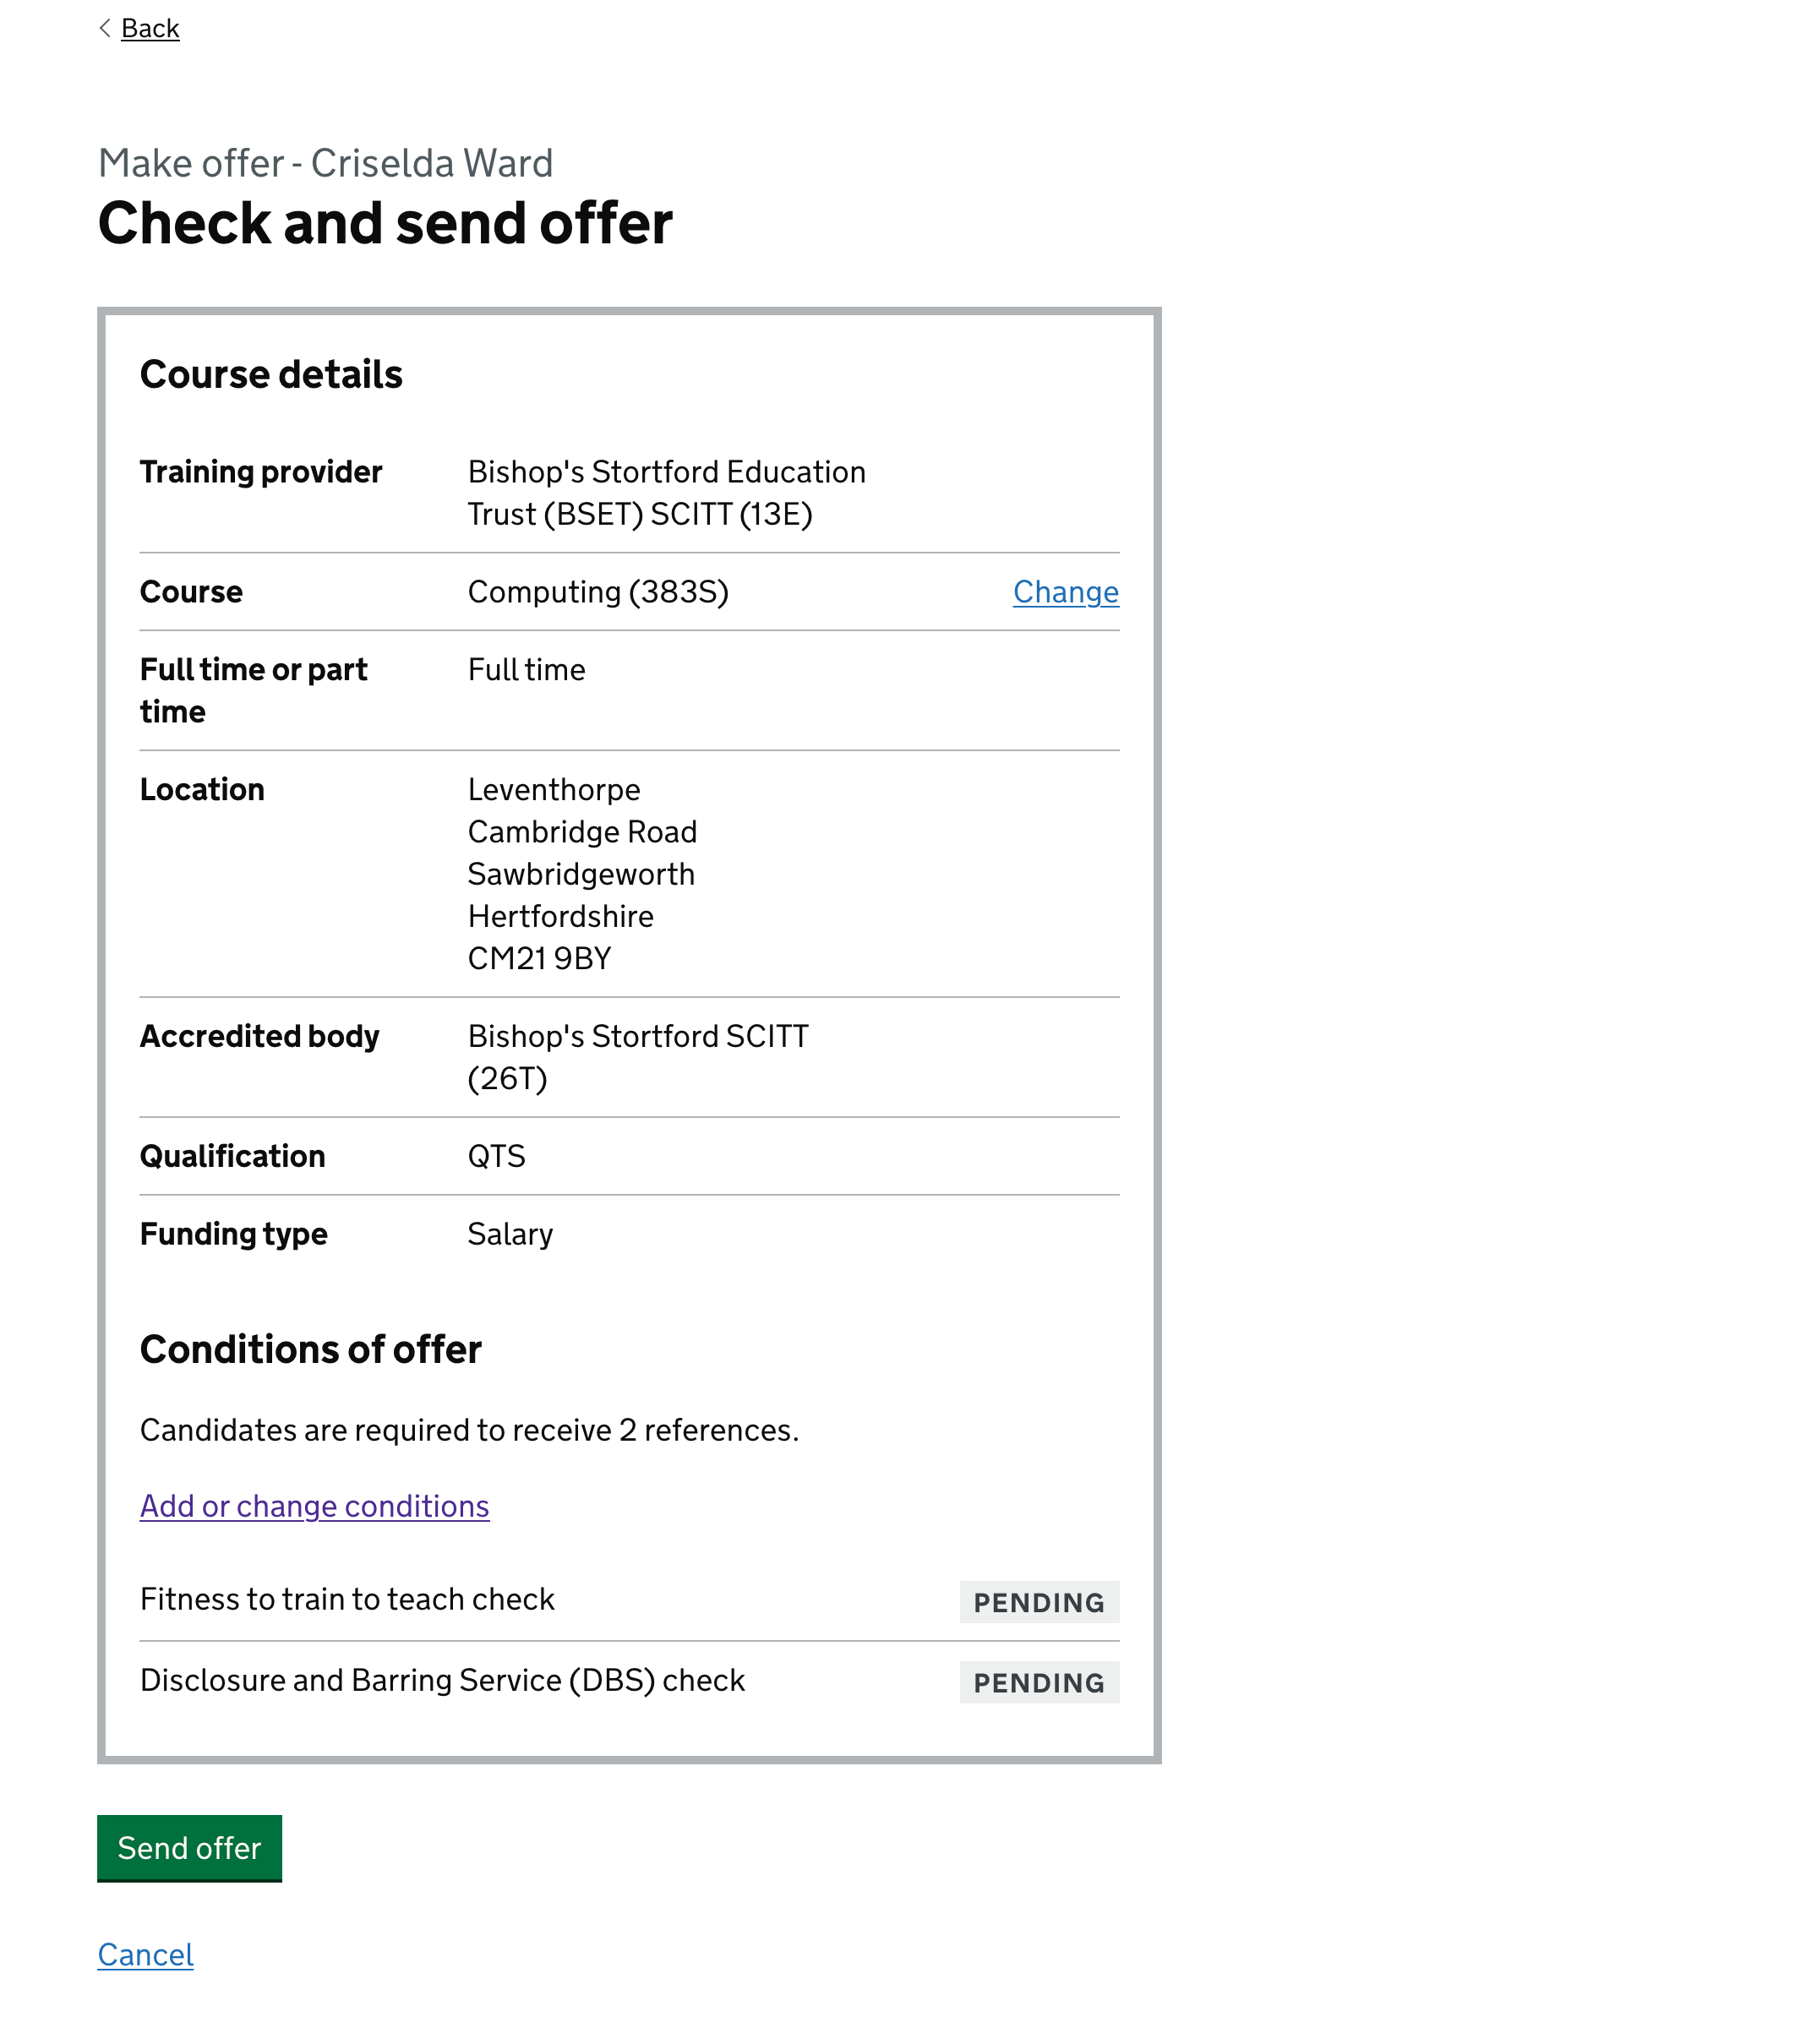 Back
Make offer - Criselda Ward
Check and send offer
Course details
Training provider
Bishop's Stortford Education
Trust (BSET) SCITT (13E)
Course
Computing (383S)
Change
Full time or part
time
Full time
Location
Leventhorpe
Cambridge Road
Sawbridgeworth
Hertfordshire
CM21 9BY
Accredited body
Bishop's Stortford SCITT
(26T)
Qualification
QTS
Funding type
Salary
Conditions of offer
Candidates are required to receive 2 references.
Add or change conditions
Fitness to train to teach check
PENDING
Disclosure and Barring Service (DBS) check
PENDING
Send offer
Cancel